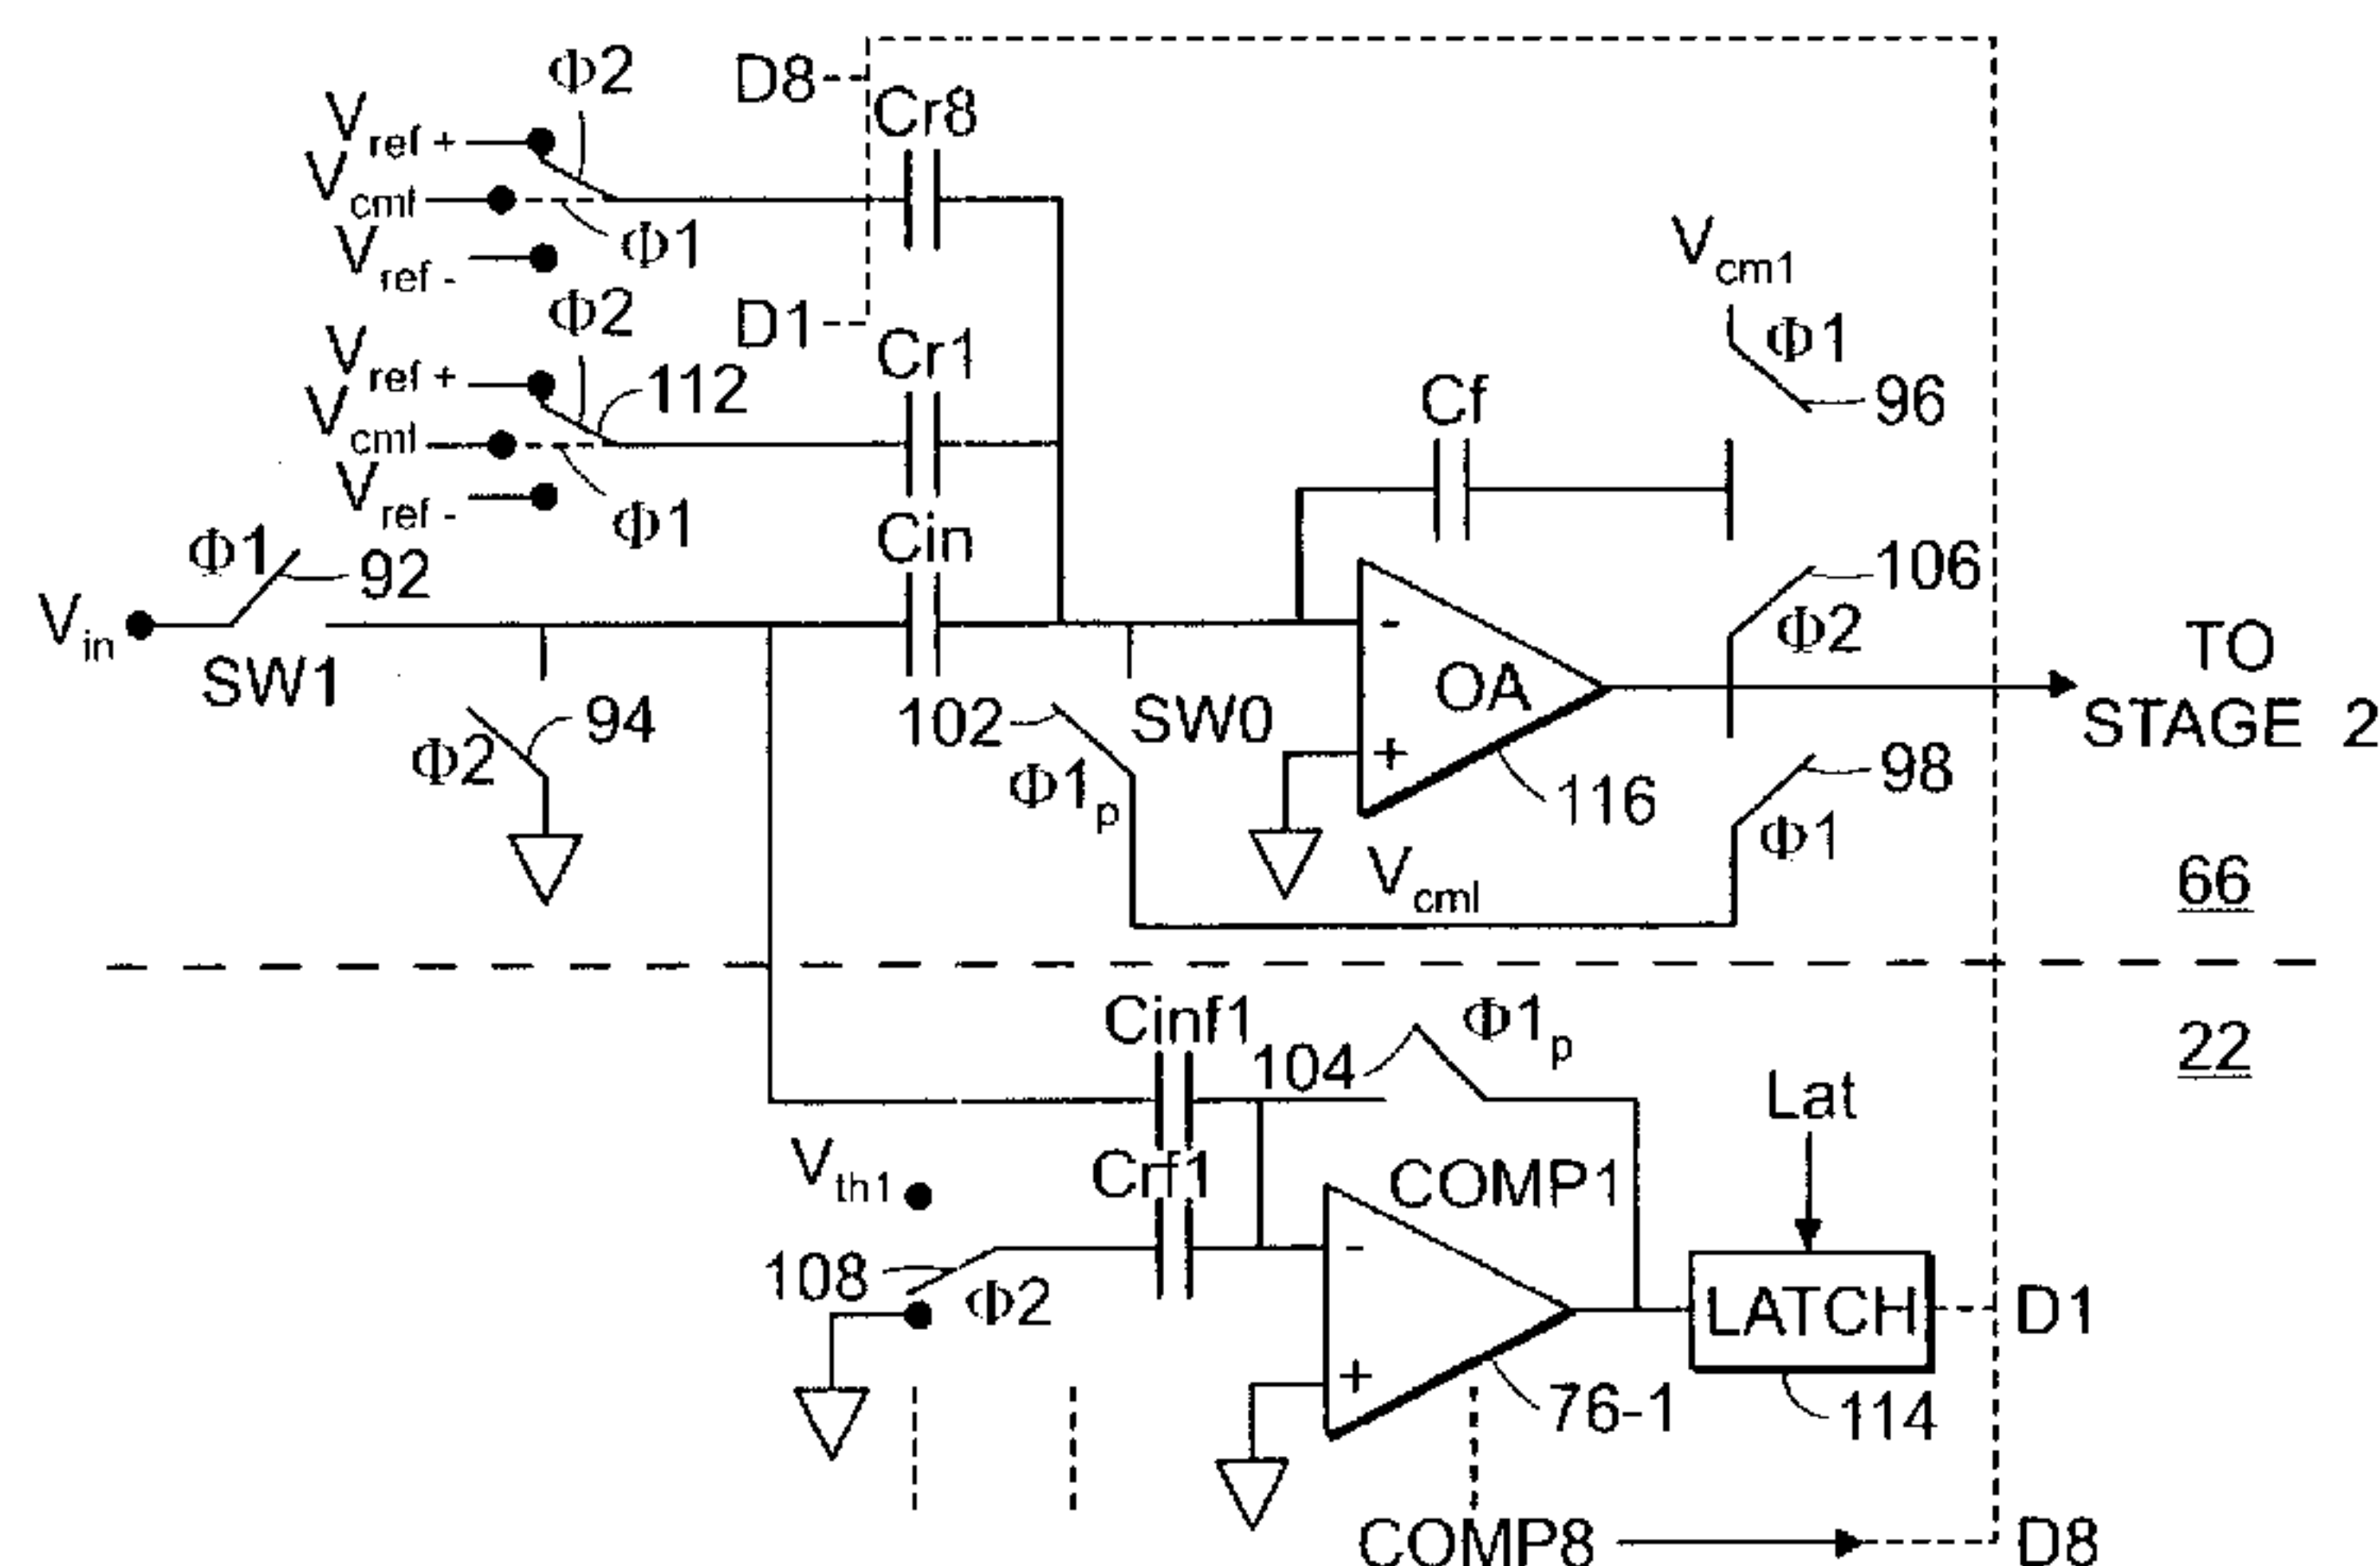 Φ2
D8
Cr8
Vref +
Vcmf
Vref -
Φ1
Φ2
D1
Cr1
Vref +
112
Vcml
Vref -
Φ1
Vcm1
Φ1
96
Cf
Cin
Φ1
92
Vin
SW1
106
Φ2
TO
STAGE 2
OA
-
+
94
Φ2
102
SW0
Φ1p
116
98
Φ1
Vcml
66
22
Cinf1
104
Φ1p
Lat
Vth1
Crf1
COMP1
-
+
108
Φ2
LATCH
D1
76-1
114
COMP8
D8